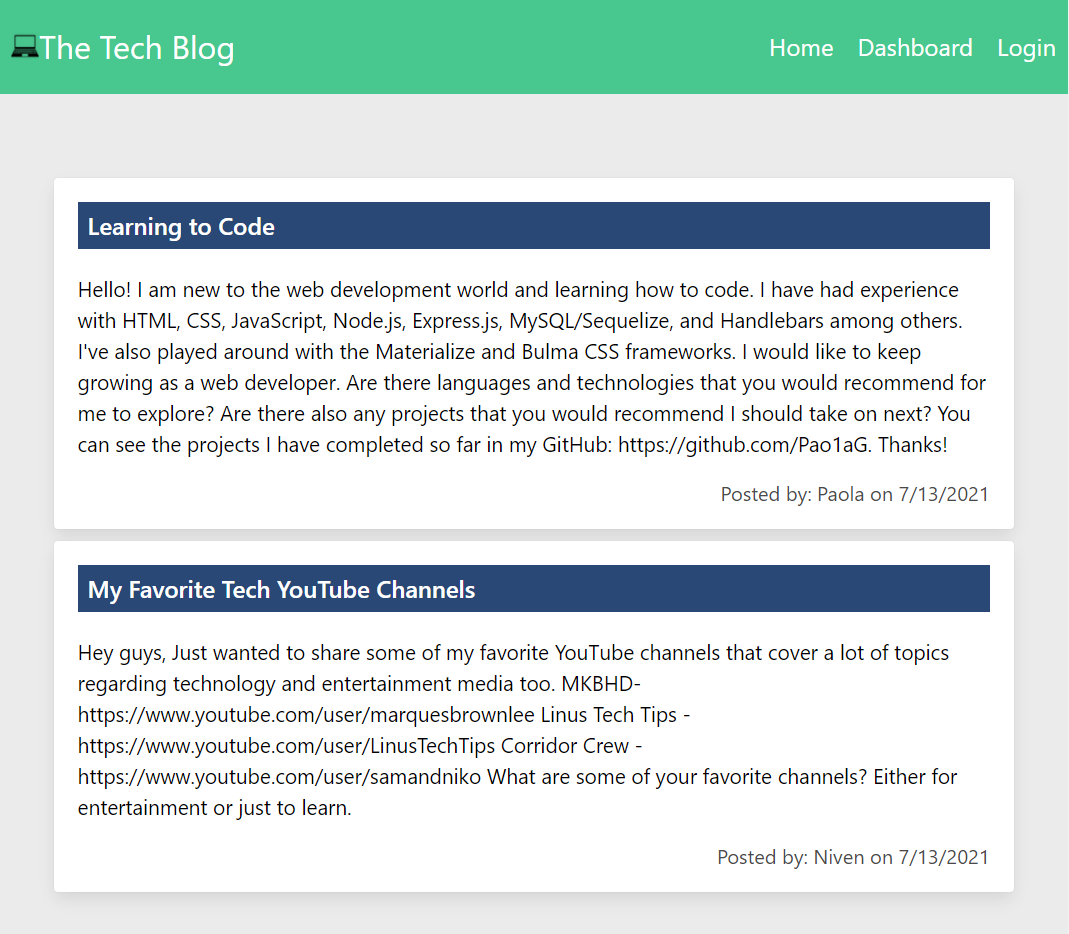 The Tech Blog
Home Dashboard Login
Learning to Code
Hello! I am new to the web development world and learning how to code. I have had experience
with HTML, CSS, JavaScript, Node.js, Express.js, MySQL/Sequelize, and Handlebars among others.
I've also played around with the Materialize and Bulma CSS frameworks. I would like to keep
growing as a web developer. Are there languages and technologies that you would recommend for
me to explore? Are there also any projects that you would recommend I should take on next? You
can see the projects I have completed so far in my GitHub: https://github.com/Pao1aG. Thanks!
Posted by: Paola on 7/13/2021
My Favorite Tech YouTube Channels
Hey guys, Just wanted to share some of my favorite YouTube channels that cover a lot of topics
regarding technology and entertainment media too. MKBHD-
https://www.youtube.com/user/marquesbrownlee Linus Tech Tips -
https://www.youtube.com/user/LinusTechTips Corridor Crew -
https://www.youtube.com/user/samandniko What are some of your favorite channels? Either for
entertainment or just to learn.
Posted by: Niven on 7/13/2021